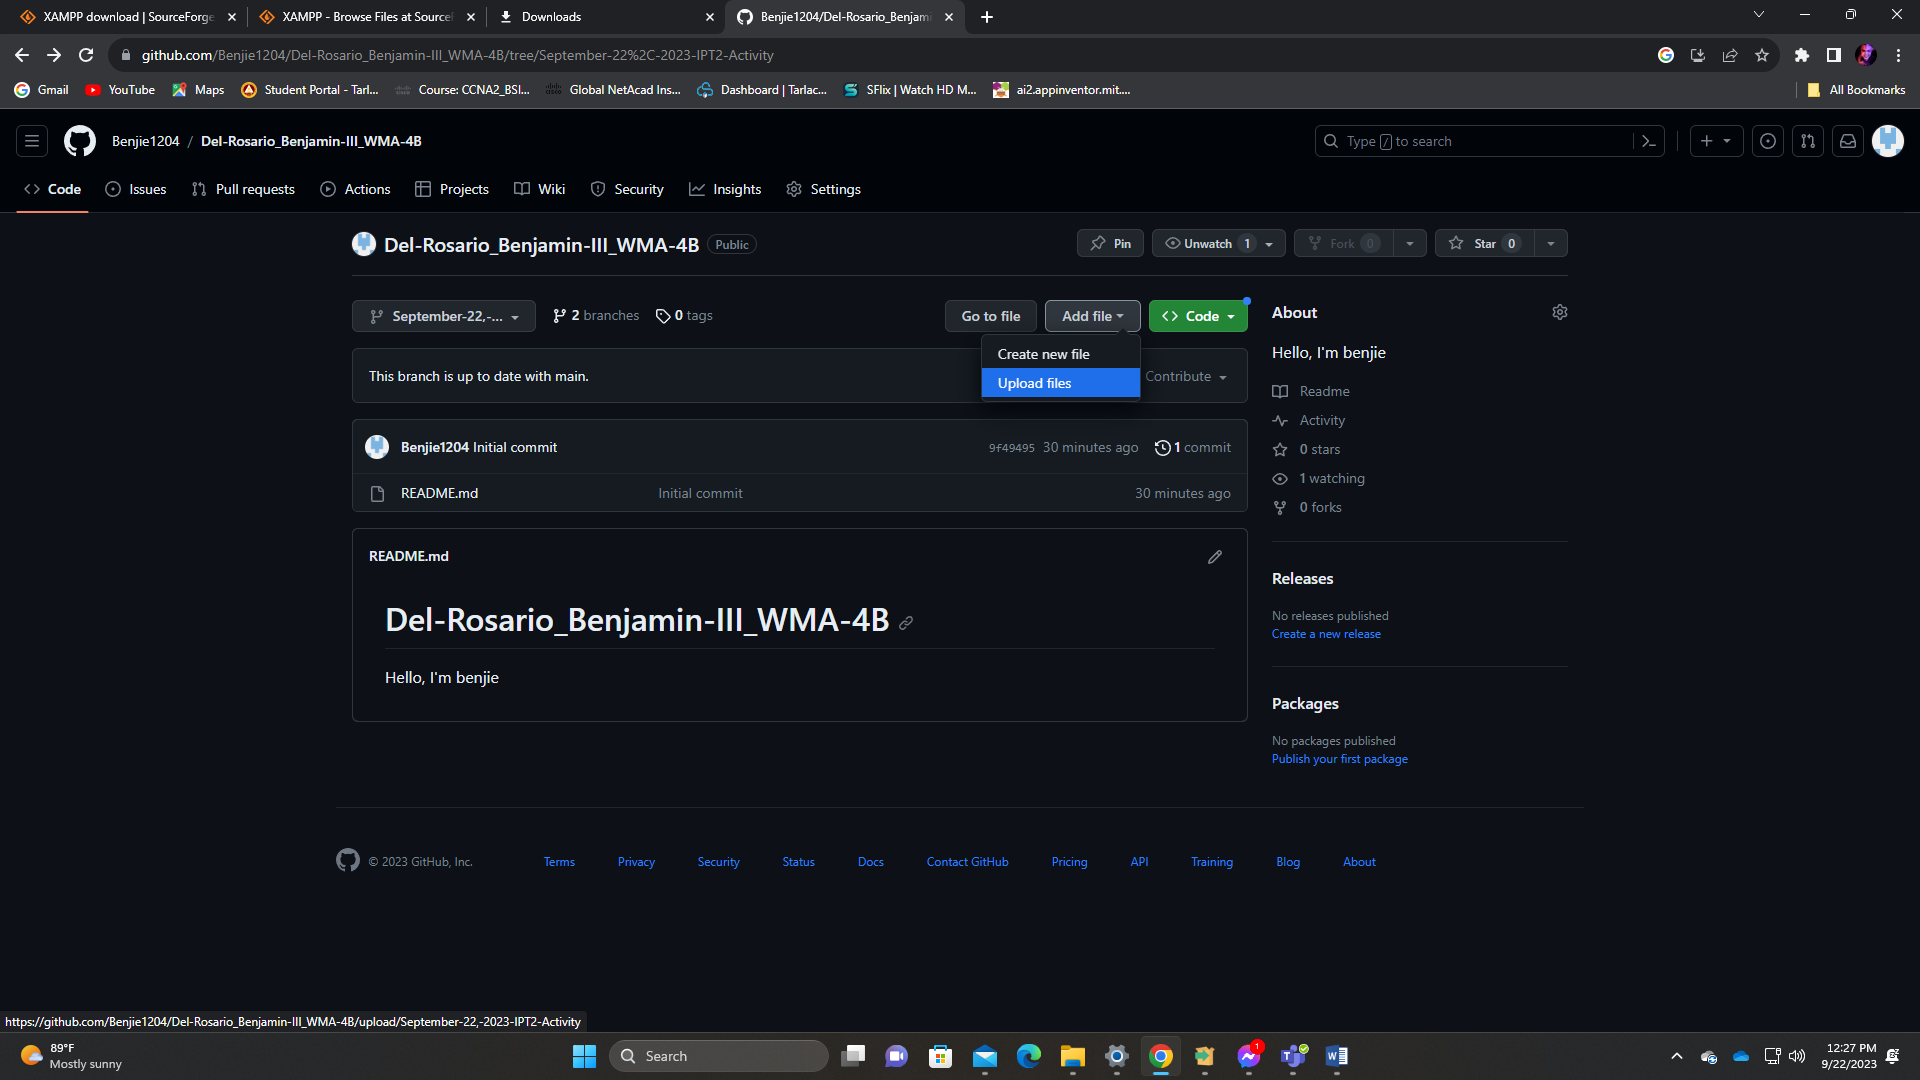 XAMPP download | SourceForge
XAMPP - Browse Files at SourceF
Downloads
Benjie1204/Del-Rosario_Benjami
github.com/Benjie1204/Del-Rosario_Benjamin-III_WMA-4B/tree/September-22%2C-2023-IPT2-Activity
Gmail
YouTube
Maps
Student Portal - Tarl...
Course: CCNA2_BSI...
Global NetAcad Ins...
Dashboard | Tarlac...
SFlix | Watch HD M...
ai2.appinventor.mit....
All Bookmarks
Benjie1204 / Del-Rosario_Benjamin-III_WMA-4B
Type / to search
Code
Issues
Pull requests
Actions
Projects
Wiki
Security
Insights
Settings
Del-Rosario_Benjamin-III_WMA-4B Public
Pin
Unwatch 1
Fork 0
Star 0
September-22,-...
2 branches
0 tags
Go to file
Add file
Code
Create new file
Upload files
This branch is up to date with main.
Contribute
Benjie1204 Initial commit
9f49495 30 minutes ago
1 commit
README.md
Initial commit
30 minutes ago
README.md
Del-Rosario_Benjamin-III_WMA-4B
Hello, I'm benjie
About
Hello, I'm benjie
Readme
Activity
0 stars
1 watching
0 forks
Releases
No releases published
Create a new release
Packages
No packages published
Publish your first package
© 2023 GitHub, Inc.
Terms
Privacy
Security
Status
Docs
Contact GitHub
Pricing
API
Training
Blog
About
https://github.com/Benjie1204/Del-Rosario_Benjamin-III_WMA-4B/upload/September-22,-2023-IPT2-Activity
89°F
Mostly sunny
Search
1
12:27 PM
9/22/2023